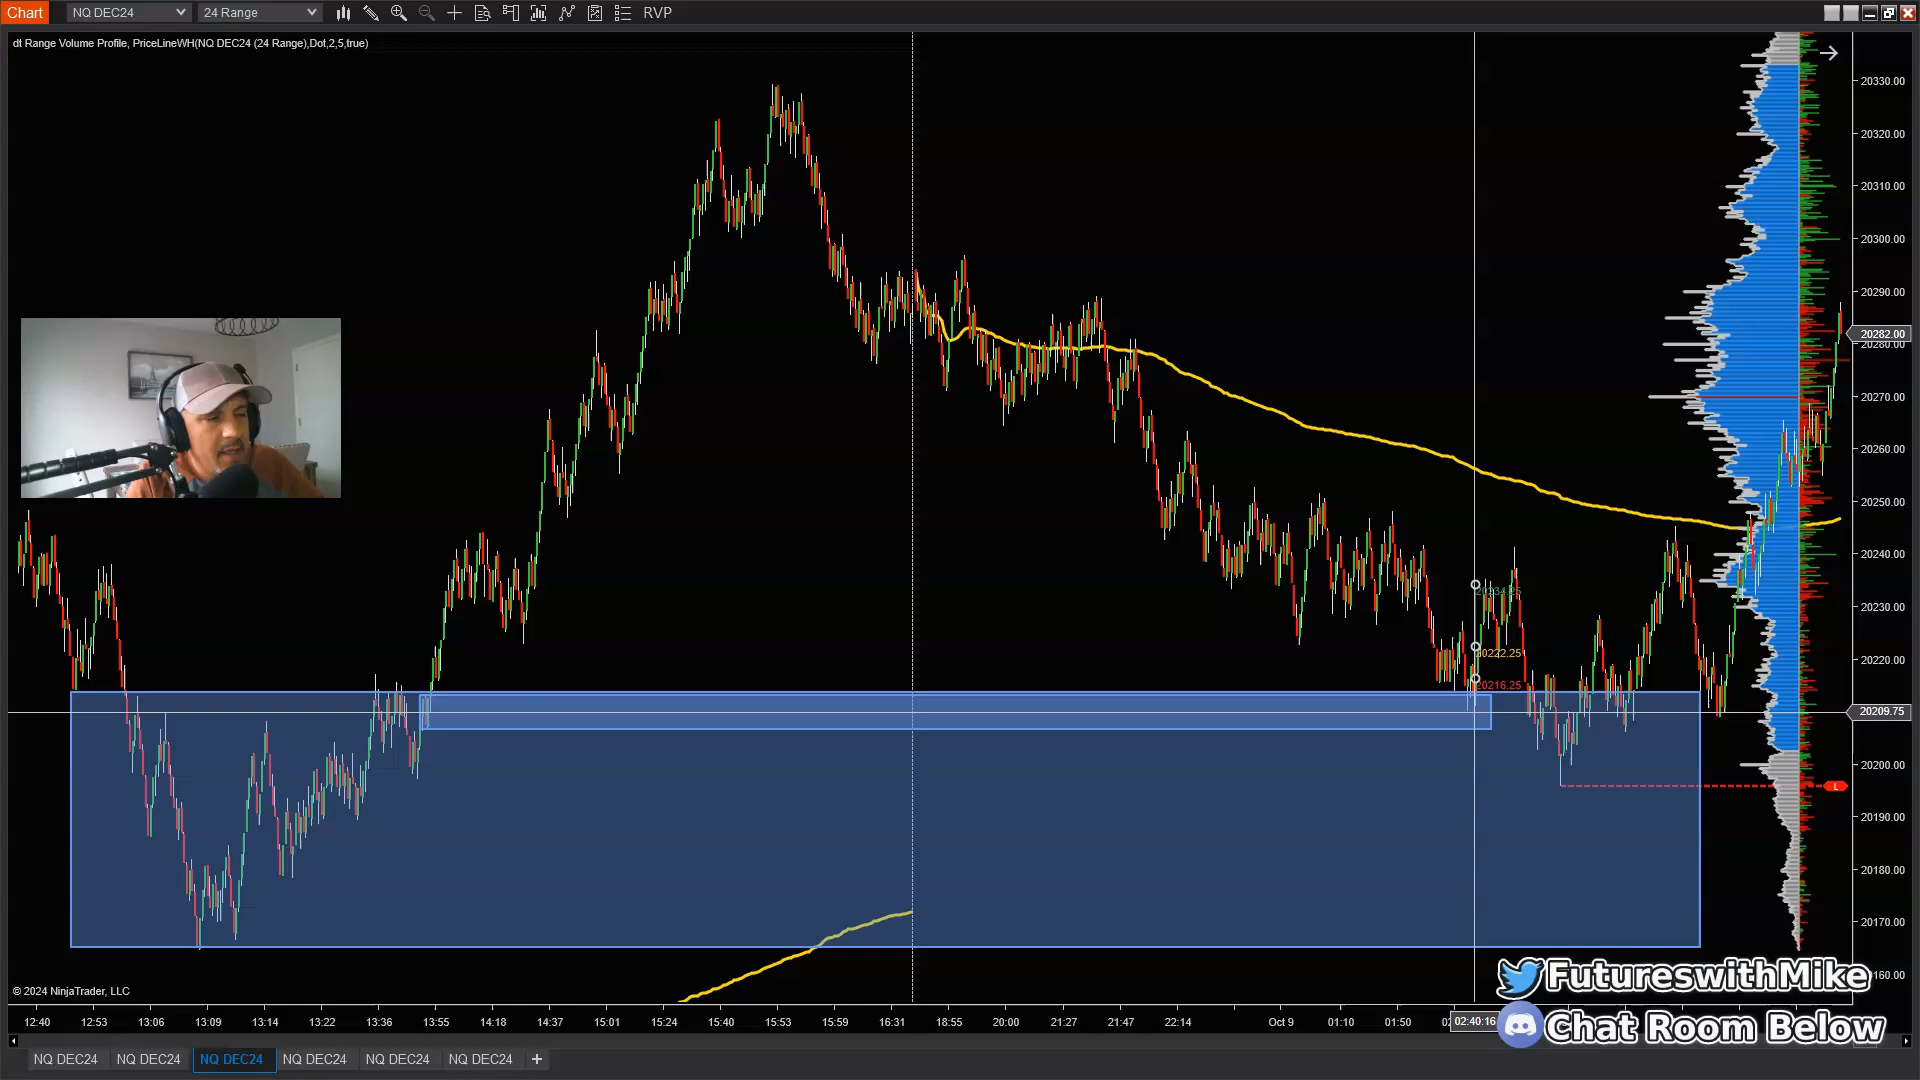 Chart NQ DEC24 24 Range RVP
dt Range Volume Profile, PriceLineWH(NQ DEC24 (24 Range),Dot,2,5,true)
20330.00
20320.00
20310.00
20300.00
20290.00
20282.00
20280.00
20270.00
20260.00
20250.00
20240.00
20234.25
20230.00
20222.25
20220.00
20216.25
20209.75
20200.00
L
20190.00
20180.00
20170.00
FutureswithMike
© 2024 NinjaTrader, LLC
12:40 12:53 13:06 13:09 13:14 13:22 13:36 13:55 14:18 14:37 15:01 15:24 15:40 15:53 15:59 16:31 18:55 20:00 21:27 21:47 22:14 Oct 9 01:10 01:50 02:40:16
Chat Room Below
NQ DEC24 NQ DEC24 NQ DEC24 NQ DEC24 NQ DEC24 NQ DEC24 +